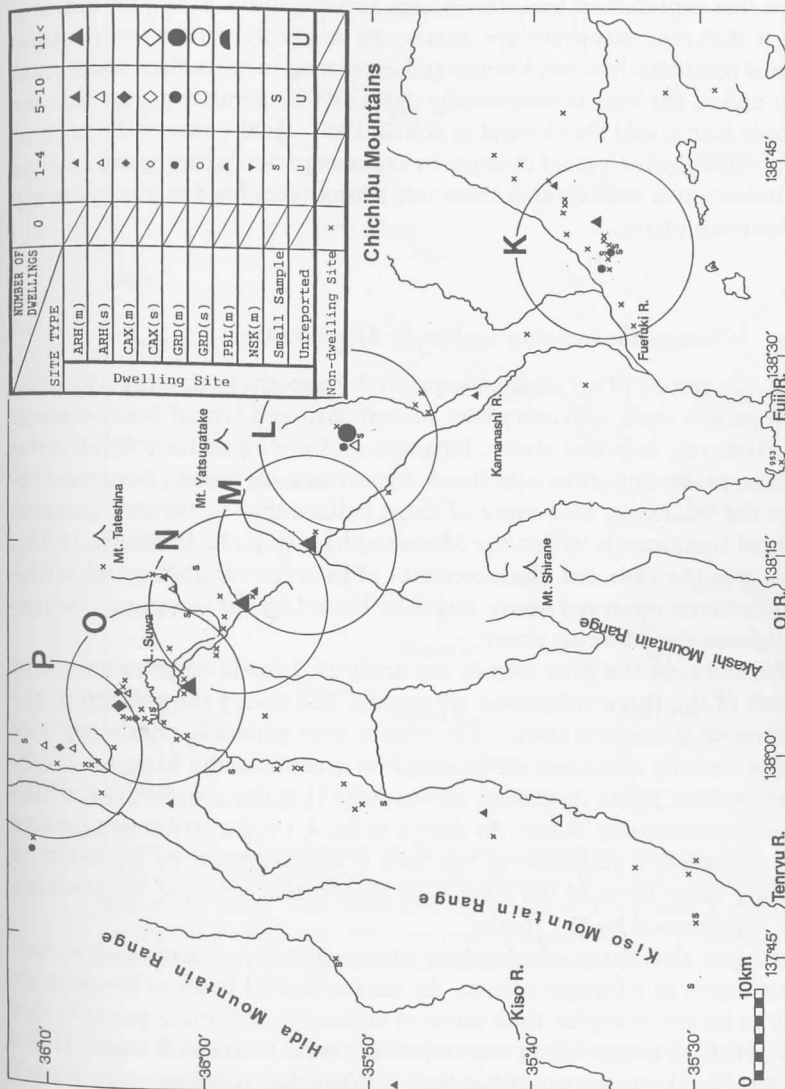 NUMBER OF
DWELLINGS
0 1-4 5-10 11<
SITE TYPE
Dwelling Site
ARH(m)
ARH(s)
CAX(m)
CAX(s)
GRD(m)
GRD(s)
PBL(m)
NSK(m)
Small Sample s s s
Unreported U
Non-dwelling Site ×
36°10'
36°00'
35°50'
35°40'
35°30'
P
O
N
M
L
K
Mt. Tateshina
L. Suwa
Mt. Yatsugatake
Chichibu Mountains
Hida Mountain Range
Kiso Mountain Range
Akashi Mountain Range
Mt. Shirane
Kamanashi R.
Fuefuki R.
Kiso R.
Tenryu R.
Oi R.
Fuji R.
10km
137°45'
138°00'
138°15'
138°30'
138°45'